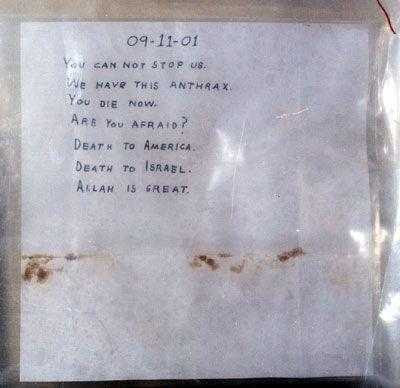 09-11-01
YOU CAN NOT STOP US.
WE HAVE THIS ANTHRAX.
YOU DIE NOW.
ARE YOU AFRAID?
DEATH TO AMERICA.
DEATH TO ISRAEL.
ALLAH IS GREAT.